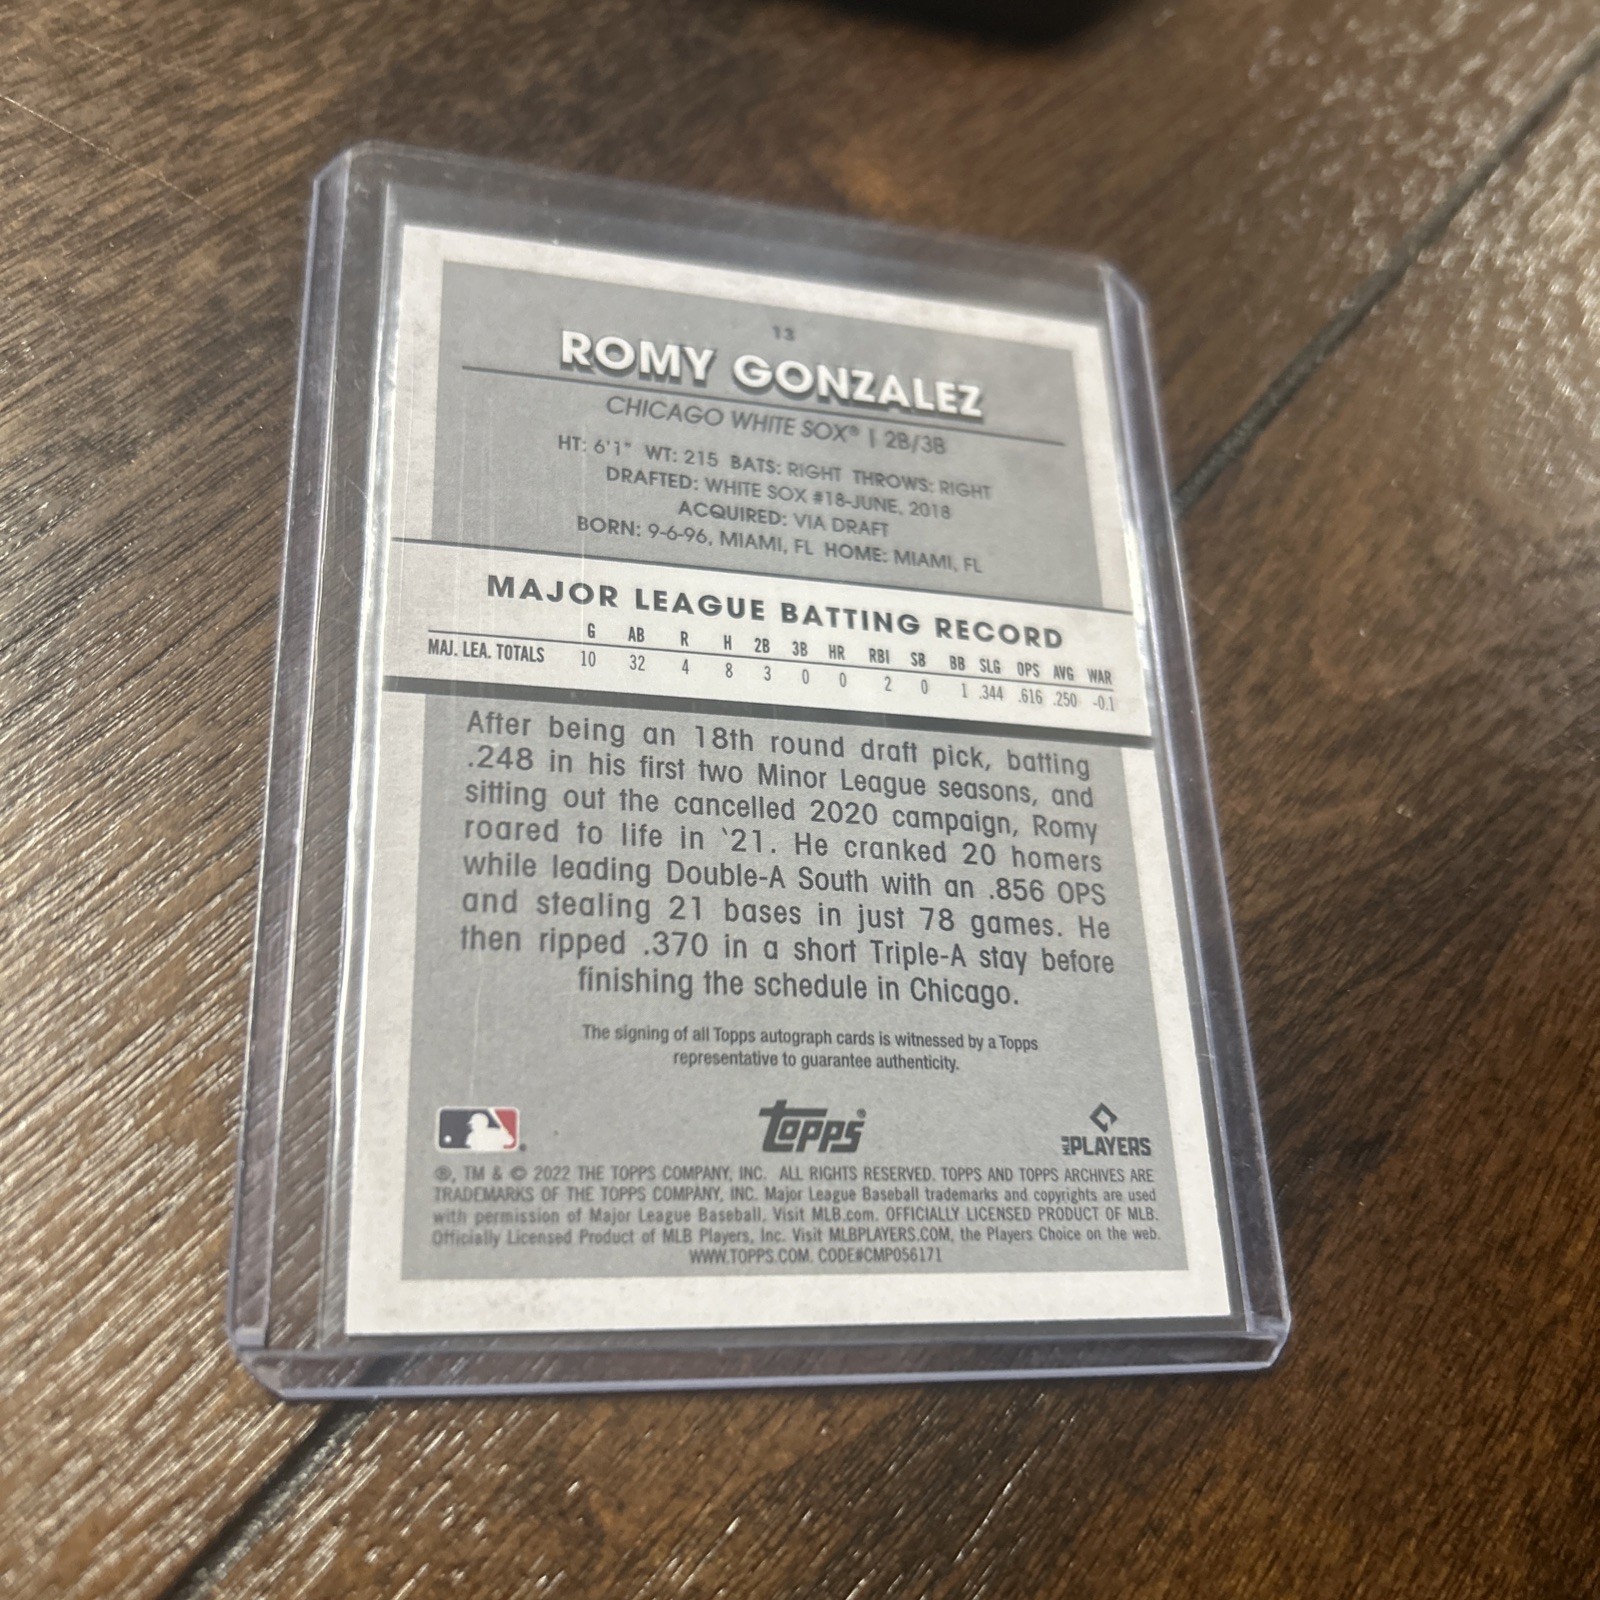 13
ROMY GONZALEZ
CHICAGO WHITE SOX® | 2B/3B
HT: 6'1" WT: 215 BATS: RIGHT THROWS: RIGHT
DRAFTED: WHITE SOX #18-JUNE, 2018
ACQUIRED: VIA DRAFT
BORN: 9-6-96, MIAMI, FL HOME: MIAMI, FL
MAJOR LEAGUE BATTING RECORD
G AB R H 2B 3B HR RBI SB BB SLG OPS AVG WAR
MAJ. LEA. TOTALS 10 32 4 8 3 0 0 2 0 1 .344 .616 .250 -0.1
After being an 18th round draft pick, batting
.248 in his first two Minor League seasons, and
sitting out the cancelled 2020 campaign, Romy
roared to life in '21. He cranked 20 homers
while leading Double-A South with an .856 OPS
and stealing 21 bases in just 78 games. He
then ripped .370 in a short Triple-A stay before
finishing the schedule in Chicago.
The signing of all Topps autograph cards is witnessed by a Topps
representative to guarantee authenticity.
topps®
MLB PLAYERS
®, TM & © 2022 THE TOPPS COMPANY, INC. ALL RIGHTS RESERVED. TOPPS AND TOPPS ARCHIVES ARE
TRADEMARKS OF THE TOPPS COMPANY, INC. Major League Baseball trademarks and copyrights are used
with permission of Major League Baseball. Visit MLB.com. OFFICIALLY LICENSED PRODUCT OF MLB.
Officially Licensed Product of MLB Players, Inc. Visit MLBPLAYERS.COM, the Players Choice on the web.
WWW.TOPPS.COM. CODE#CMP056171